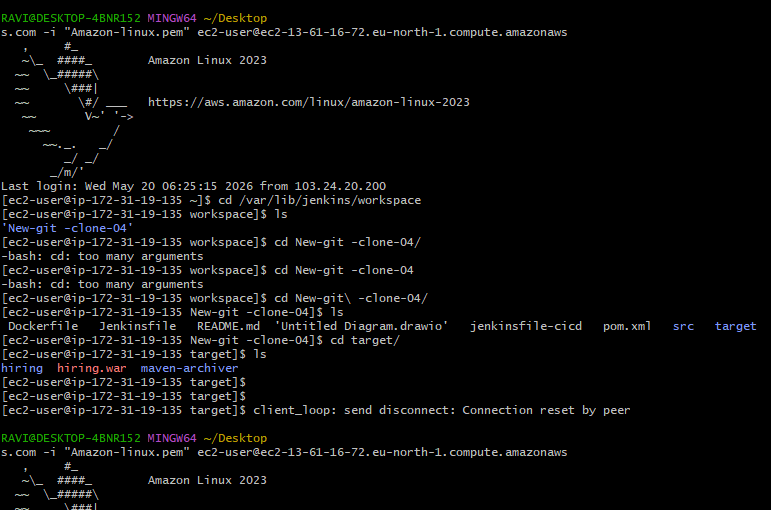 RAVI@DESKTOP-4BNR152 MINGW64 ~/Desktop
s.com -i "Amazon-linux.pem" ec2-user@ec2-13-61-16-72.eu-north-1.compute.amazonaws
   ,     #_
   ~\_  ####_        Amazon Linux 2023
  ~~  \_#####\
  ~~     \###|
  ~~       \#/ ___   https://aws.amazon.com/linux/amazon-linux-2023
   ~~       V~' '->
    ~~~         /
      ~~._.   _/
         _/ _/
       _/m/'
Last login: Wed May 20 06:25:15 2026 from 103.24.20.200
[ec2-user@ip-172-31-19-135 ~]$ cd /var/lib/jenkins/workspace
[ec2-user@ip-172-31-19-135 workspace]$ ls
'New-git -clone-04'
[ec2-user@ip-172-31-19-135 workspace]$ cd New-git -clone-04/
-bash: cd: too many arguments
[ec2-user@ip-172-31-19-135 workspace]$ cd New-git -clone-04
-bash: cd: too many arguments
[ec2-user@ip-172-31-19-135 workspace]$ cd New-git\ -clone-04/
[ec2-user@ip-172-31-19-135 New-git -clone-04]$ ls
 Dockerfile   Jenkinsfile   README.md  'Untitled Diagram.drawio'   jenkinsfile-cicd   pom.xml   src   target
[ec2-user@ip-172-31-19-135 New-git -clone-04]$ cd target/
[ec2-user@ip-172-31-19-135 target]$ ls
hiring  hiring.war  maven-archiver
[ec2-user@ip-172-31-19-135 target]$
[ec2-user@ip-172-31-19-135 target]$
[ec2-user@ip-172-31-19-135 target]$ client_loop: send disconnect: Connection reset by peer

RAVI@DESKTOP-4BNR152 MINGW64 ~/Desktop
s.com -i "Amazon-linux.pem" ec2-user@ec2-13-61-16-72.eu-north-1.compute.amazonaws
   ,     #_
   ~\_  ####_        Amazon Linux 2023
  ~~  \_#####\
  ~~     \###|